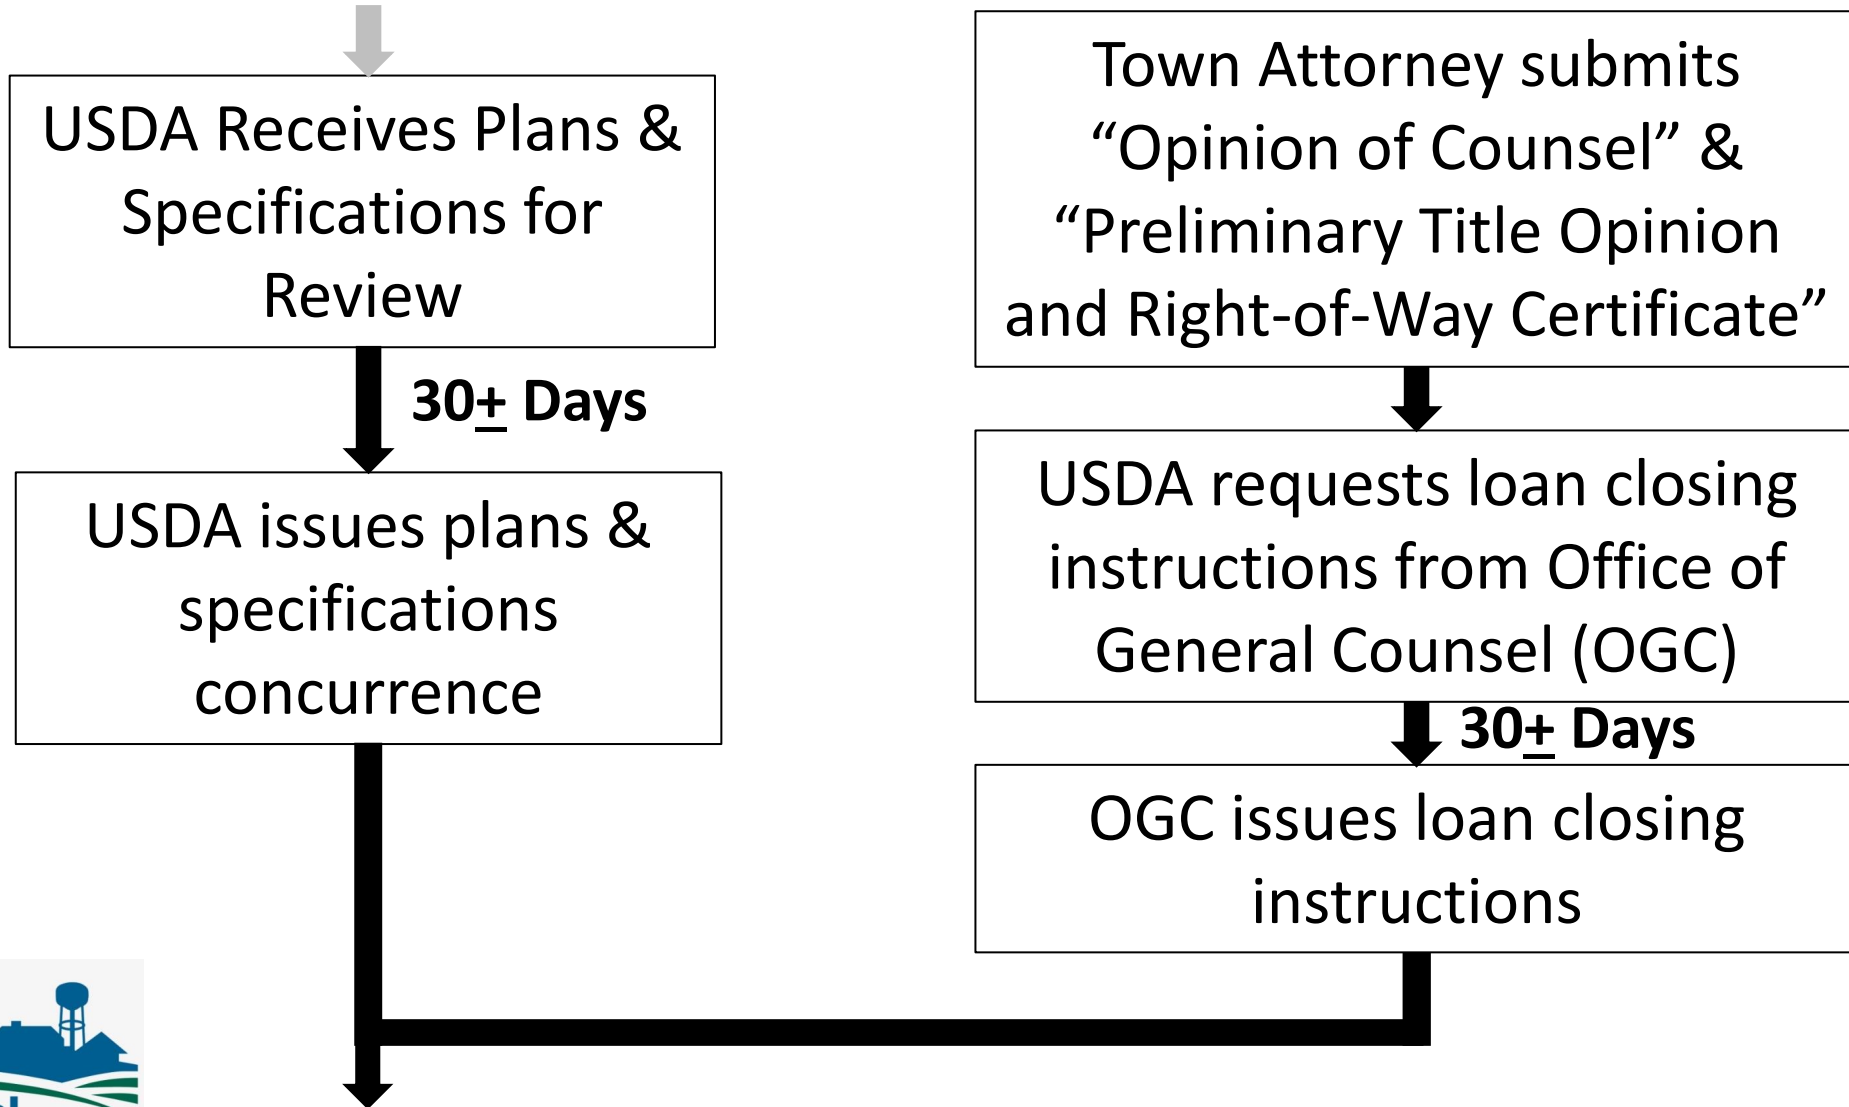 USDA Receives Plans &
Specifications for
Review
30± Days
USDA issues plans &
specifications
concurrence
Town Attorney submits
“Opinion of Counsel” &
“Preliminary Title Opinion
and Right-of-Way Certificate”
USDA requests loan closing
instructions from Office of
General Counsel (OGC)
30± Days
OGC issues loan closing
instructions